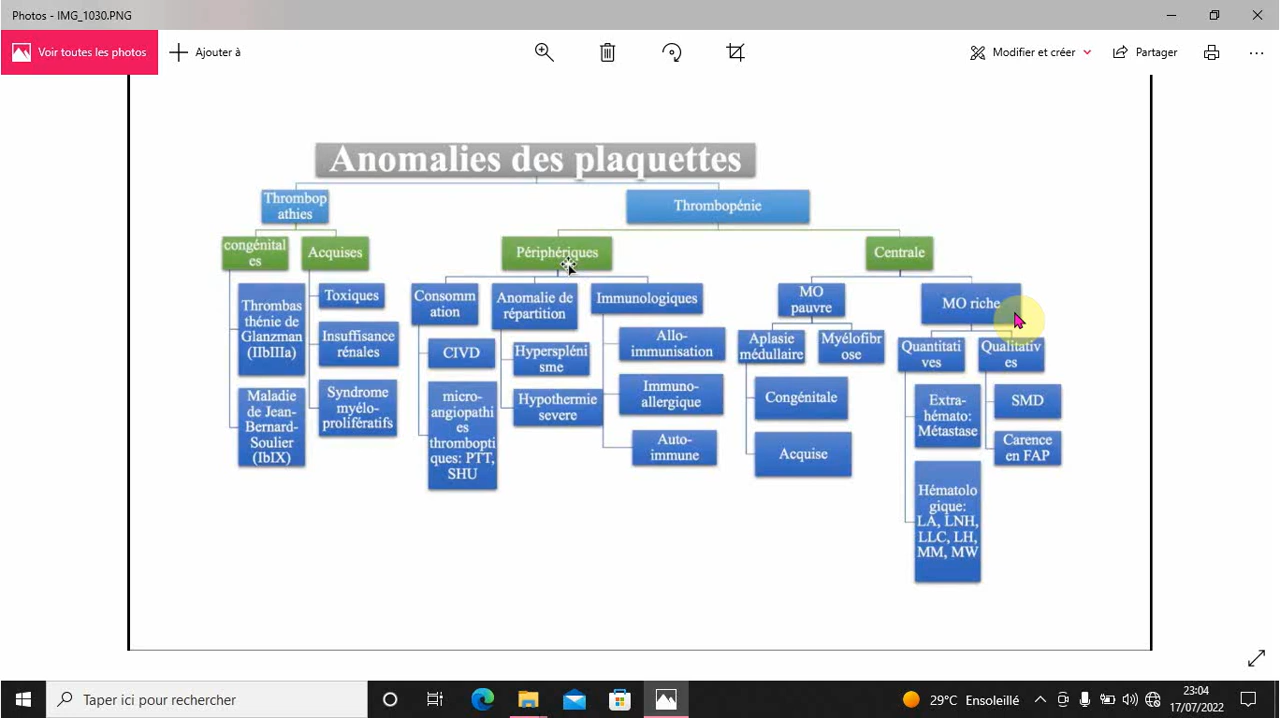 Photos - IMG_1030.PNG
Voir toutes les photos
Ajouter à
Modifier et créer
Partager
Anomalies des plaquettes
Thrombop
athies
Thrombopénie
congénital
es
Acquises
Périphériques
Centrale
Thrombas
thénie de
Glanzman
(IIbIIIa)
Maladie
de Jean-
Bernard-
Soulier
(IbIX)
Toxiques
Insuffisance
rénales
Syndrome
myélo-
prolifératifs
Consomm
ation
CIVD
micro-
angiopathi
es
thrombopti
ques: PTT,
SHU
Anomalie de
répartition
Hyperspléni
sme
Hypothermie
severe
Immunologiques
Allo-
immunisation
Immuno-
allergique
Auto-
immune
MO
pauvre
Aplasie
médullaire
Congénitale
Acquise
Myélofibr
ose
MO riche
Quantitati
ves
Extra-
hémato:
Métastase
Hématolo
gique:
LA, LNH,
LLC, LH,
MM, MW
Qualitativ
es
SMD
Carence
en FAP
Taper ici pour rechercher
29°C Ensoleillé
23:04
17/07/2022